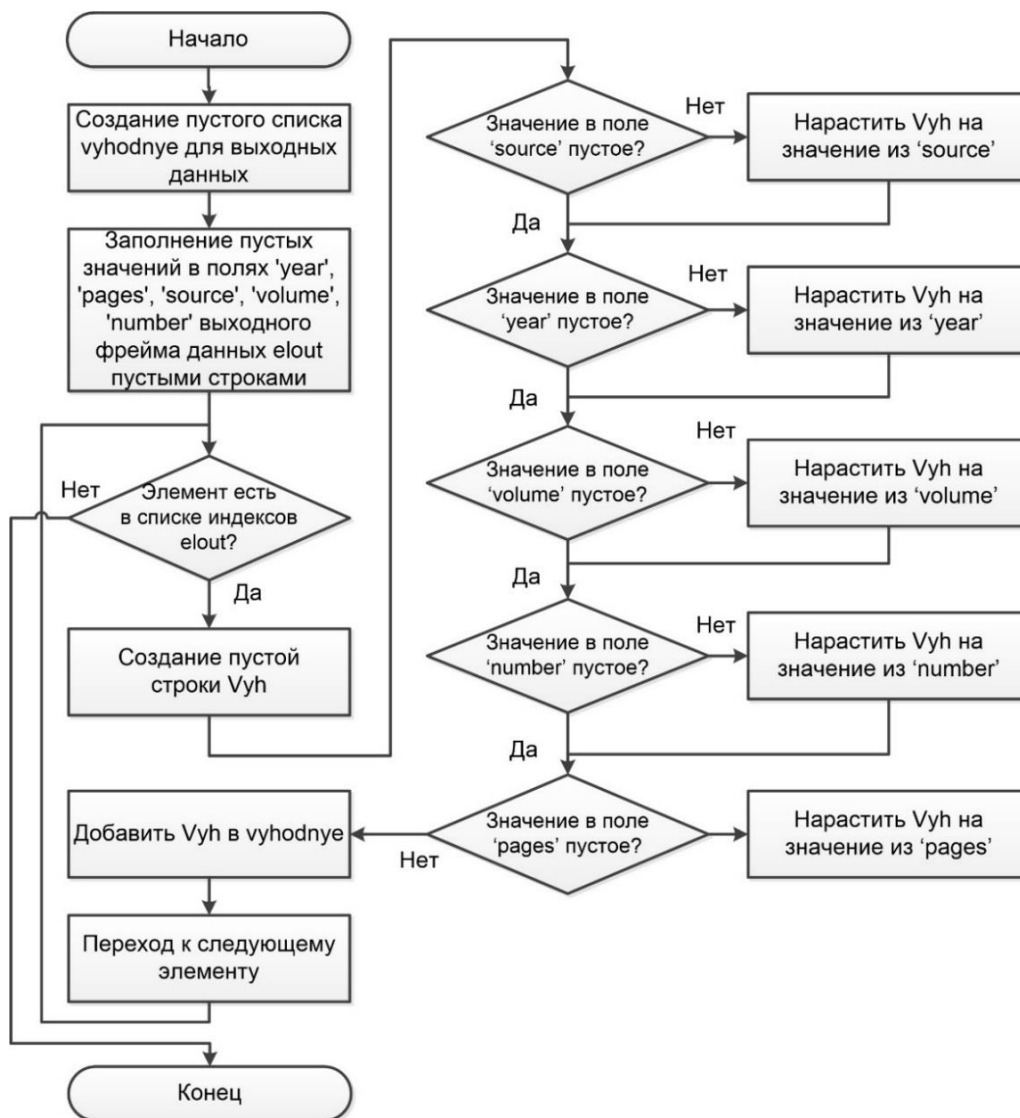 Начало
Создание пустого списка
vyhodnye для выходных
данных
Заполнение пустых
значений в полях 'year',
'pages', 'source', 'volume',
'number' выходного
фрейма данных elout
пустыми строками
Нет
Элемент есть
в списке индексов
elout?
Да
Создание пустой
строки Vyh
Значение в поле
‘source’ пустое?
Нет
Нарастить Vyh на
значение из ‘source’
Да
Значение в поле
‘year’ пустое?
Нет
Нарастить Vyh на
значение из ‘year’
Да
Значение в поле
‘volume’ пустое?
Нет
Нарастить Vyh на
значение из ‘volume’
Да
Значение в поле
‘number’ пустое?
Нет
Нарастить Vyh на
значение из ‘number’
Да
Значение в поле
‘pages’ пустое?
Нарастить Vyh на
значение из ‘pages’
Нет
Добавить Vyh в vyhodnye
Переход к следующему
элементу
Конец